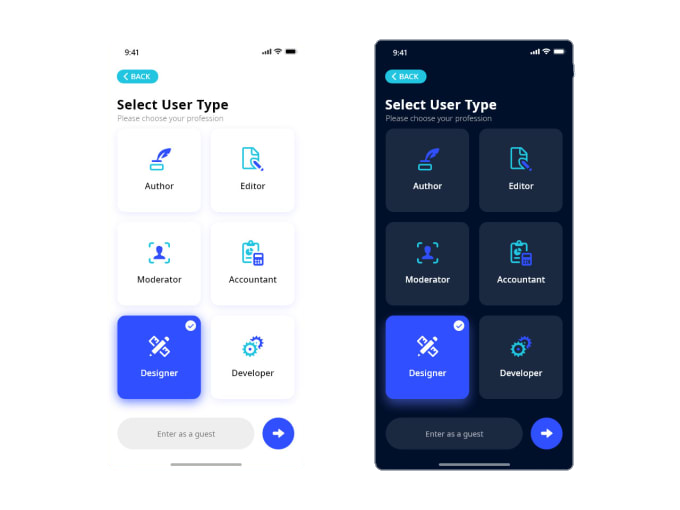 9:41
BACK
Select User Type
Please choose your profession
Author
Editor
Moderator
Accountant
Designer
Developer
Enter as a guest
9:41
BACK
Select User Type
Please choose your profession
Author
Editor
Moderator
Accountant
Designer
Developer
Enter as a guest